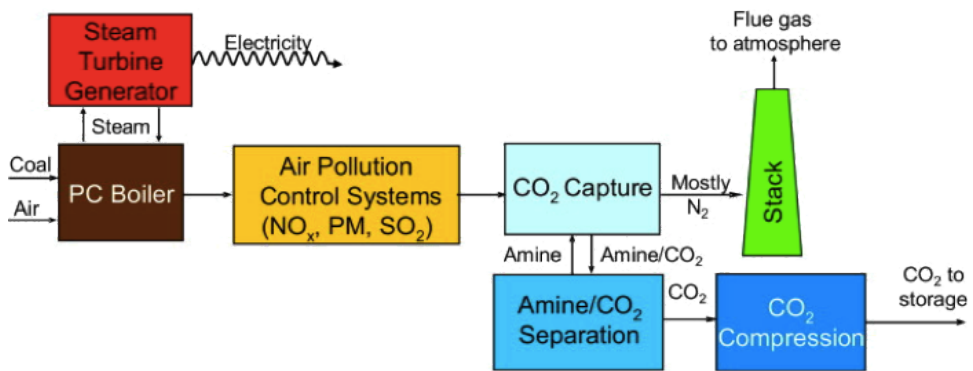 Steam
Turbine
Generator
Electricity
Flue gas
to atmosphere
Steam
Coal
Air
PC Boiler
Air Pollution
Control Systems
(NOₓ, PM, SO₂)
CO₂ Capture
Mostly
N₂
Stack
Amine
Amine/CO₂
Amine/CO₂
Separation
CO₂
CO₂
Compression
CO₂ to
storage